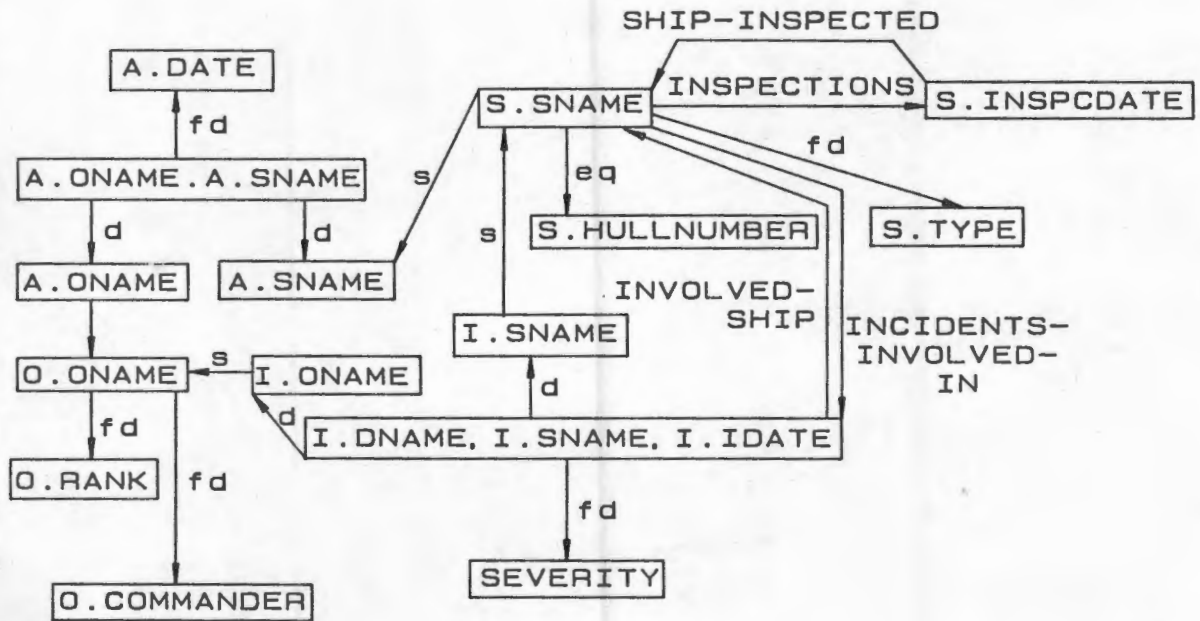 SHIP-INSPECTED
A.DATE
S.SNAME
INSPECTIONS
S.INSPCDATE
fd
fd
A.ONAME.A.SNAME
s
eq
s
S.HULLNUMBER
S.TYPE
d
d
A.ONAME
A.SNAME
INVOLVED-
SHIP
I.SNAME
INCIDENTS-
INVOLVED-
IN
O.ONAME
s
I.ONAME
d
d
I.DNAME, I.SNAME, I.IDATE
fd
O.RANK
fd
fd
SEVERITY
O.COMMANDER